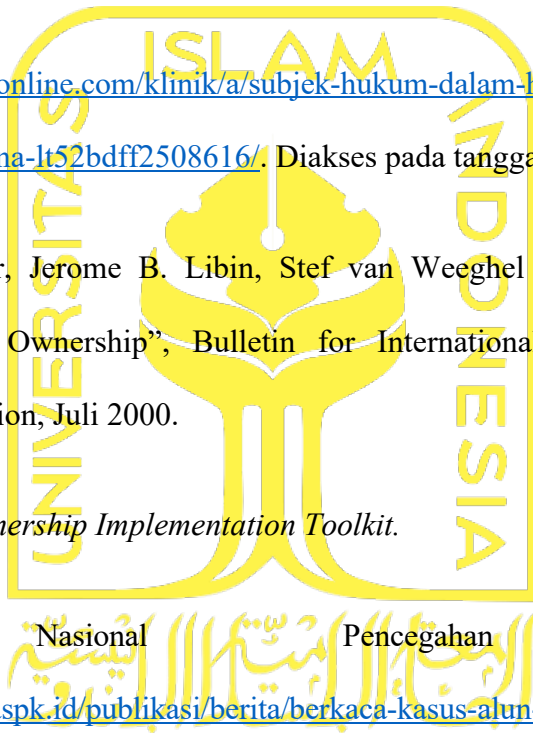 ISLAM
UNIVERSITAS
INDONESIA
online.com/klinik/a/subjek-hukum-dalam-h
na-lt52bdff2508616/. Diakses pada tangga
r, Jerome B. Libin, Stef van Weeghel
Ownership”, Bulletin for Internationa
ion, Juli 2000.
nership Implementation Toolkit.
Nasional Pencegahan
aspk.id/publikasi/berita/berkaca-kasus-alun-